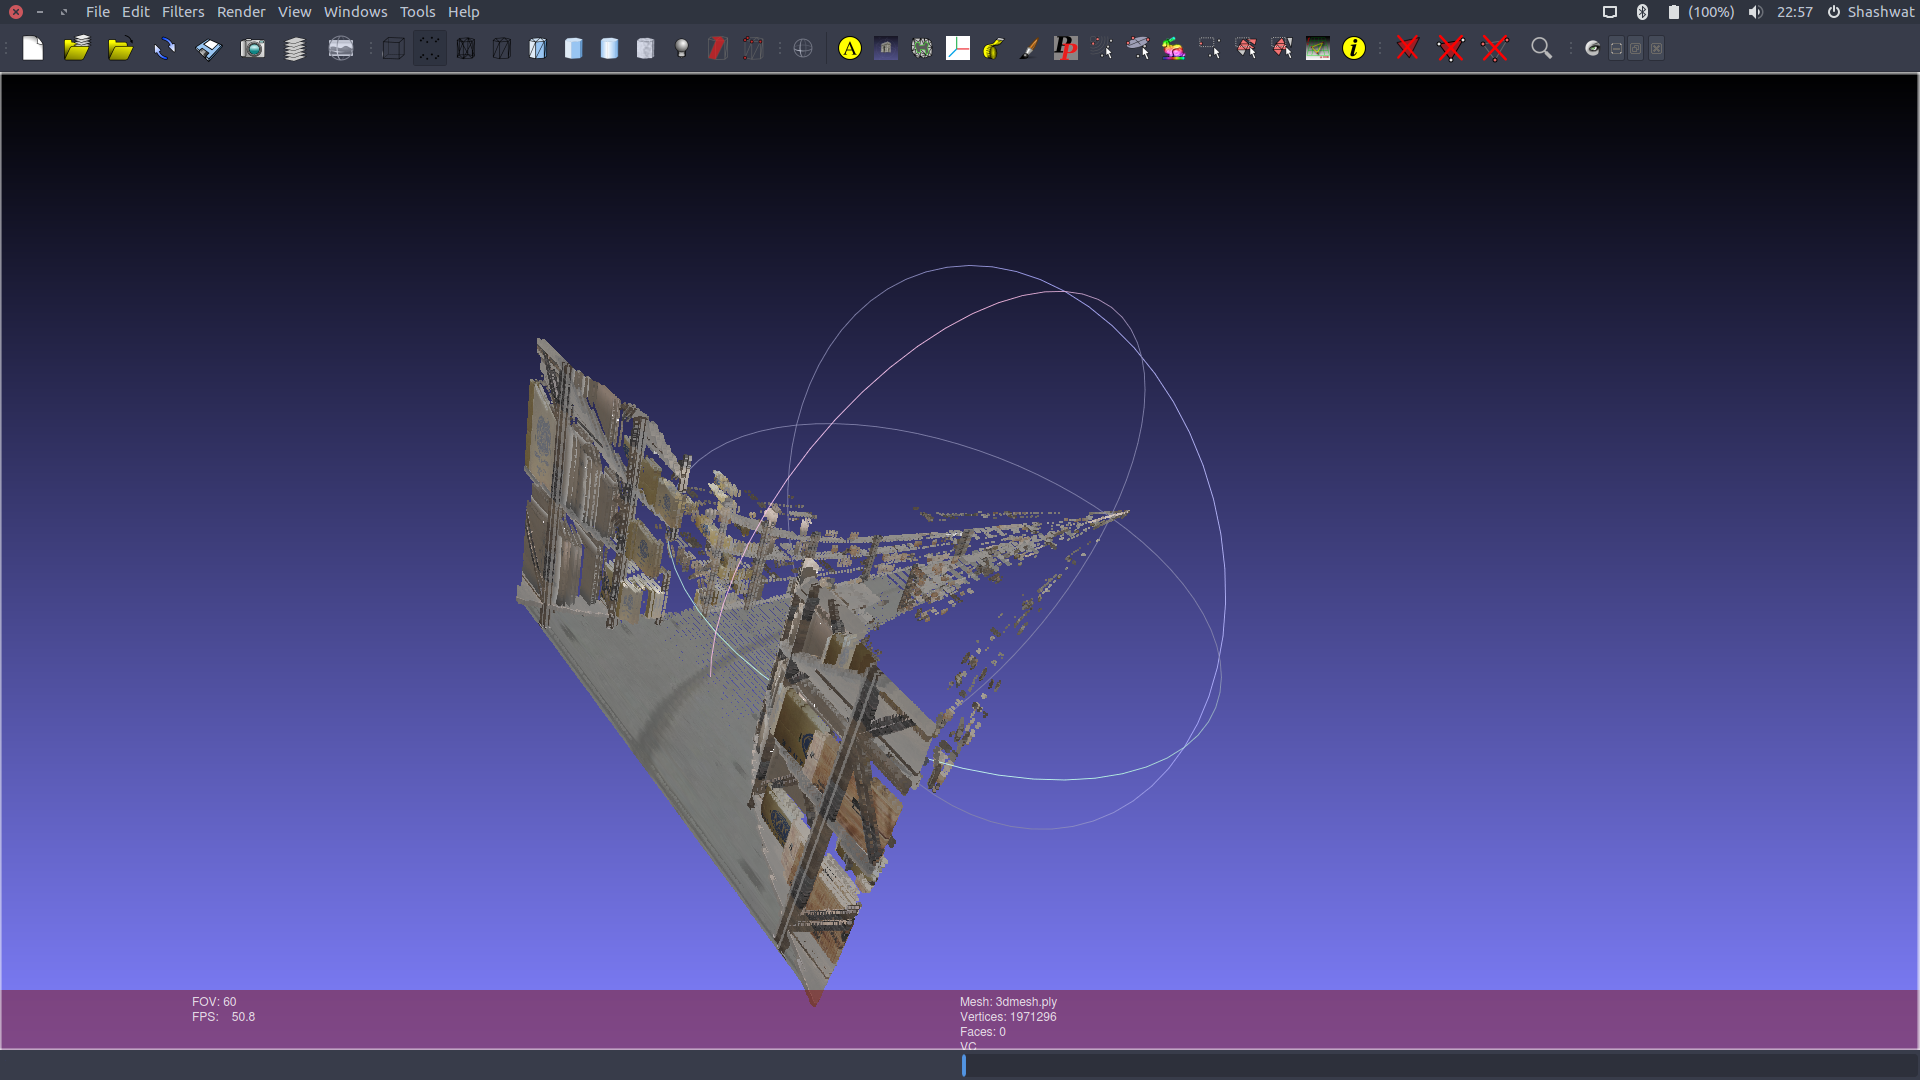 File Edit Filters Render View Windows Tools Help
(100%) 22:57 Shashwat
A PP i
FOV: 60
FPS: 50.8
Mesh: 3dmesh.ply
Vertices: 1971296
Faces: 0
VC